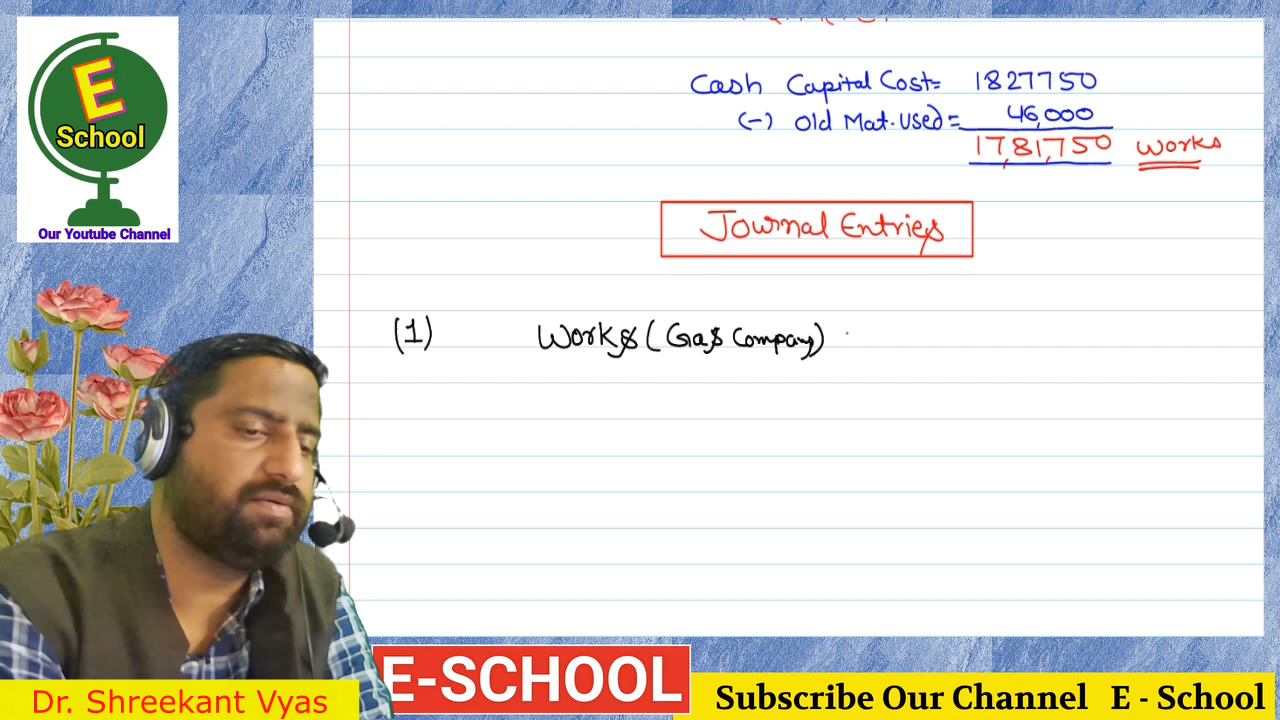 E
School
Our Youtube Channel
Cash Capital Cost= 1827750
(-) Old Mat. Used= 46,000
17,81,750 Works
Journal Entries
(1) Works (Gas Company)
E-SCHOOL
Dr. Shreekant Vyas
Subscribe Our Channel E - School